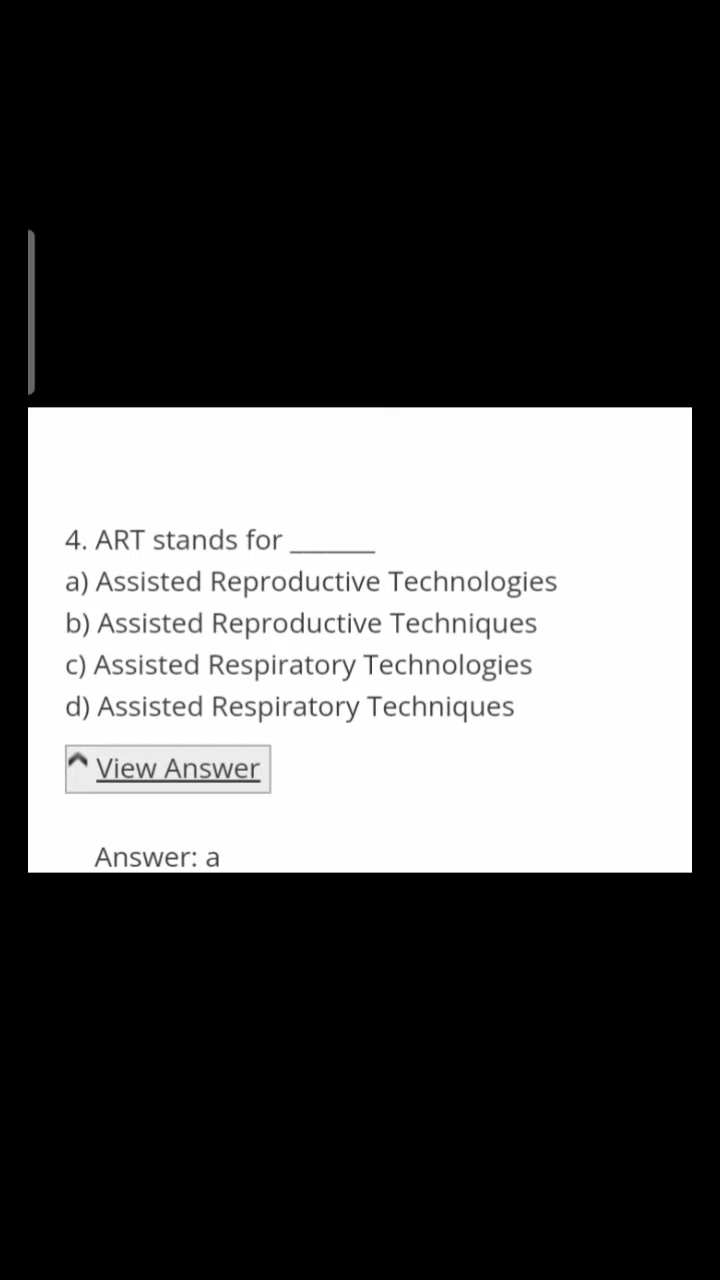 4. ART stands for _______
a) Assisted Reproductive Technologies
b) Assisted Reproductive Techniques
c) Assisted Respiratory Technologies
d) Assisted Respiratory Techniques
View Answer
Answer: a